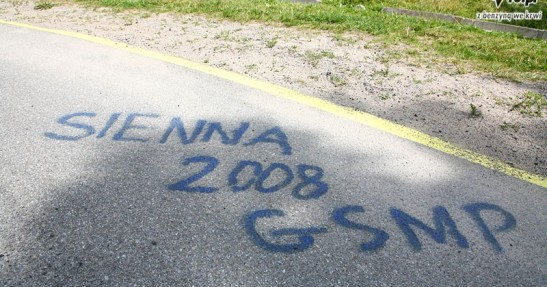 z benzyną we krwi
SIENNA
2008
GSMP